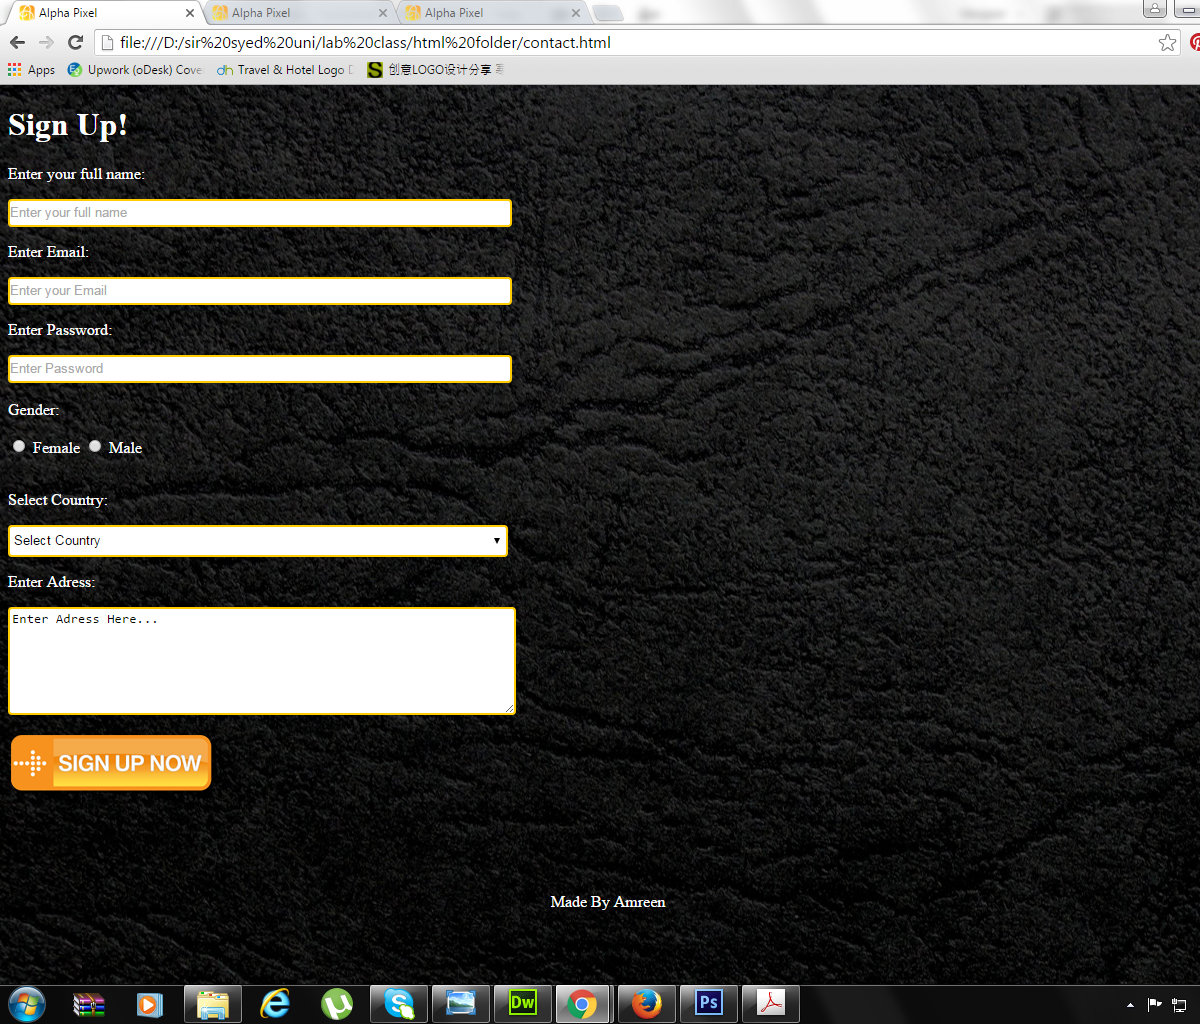 Alpha Pixel Alpha Pixel Alpha Pixel
file:///D:/sir%20syed%20uni/lab%20class/html%20folder/contact.html
Apps Upwork (oDesk) Cove Travel & Hotel Logo D S 创意LOGO设计分享
Sign Up!
Enter your full name:
Enter your full name
Enter Email:
Enter your Email
Enter Password:
Enter Password
Gender:
Female Male
Select Country:
Select Country
Enter Adress:
Enter Adress Here...
SIGN UP NOW
Made By Amreen
Dw Ps